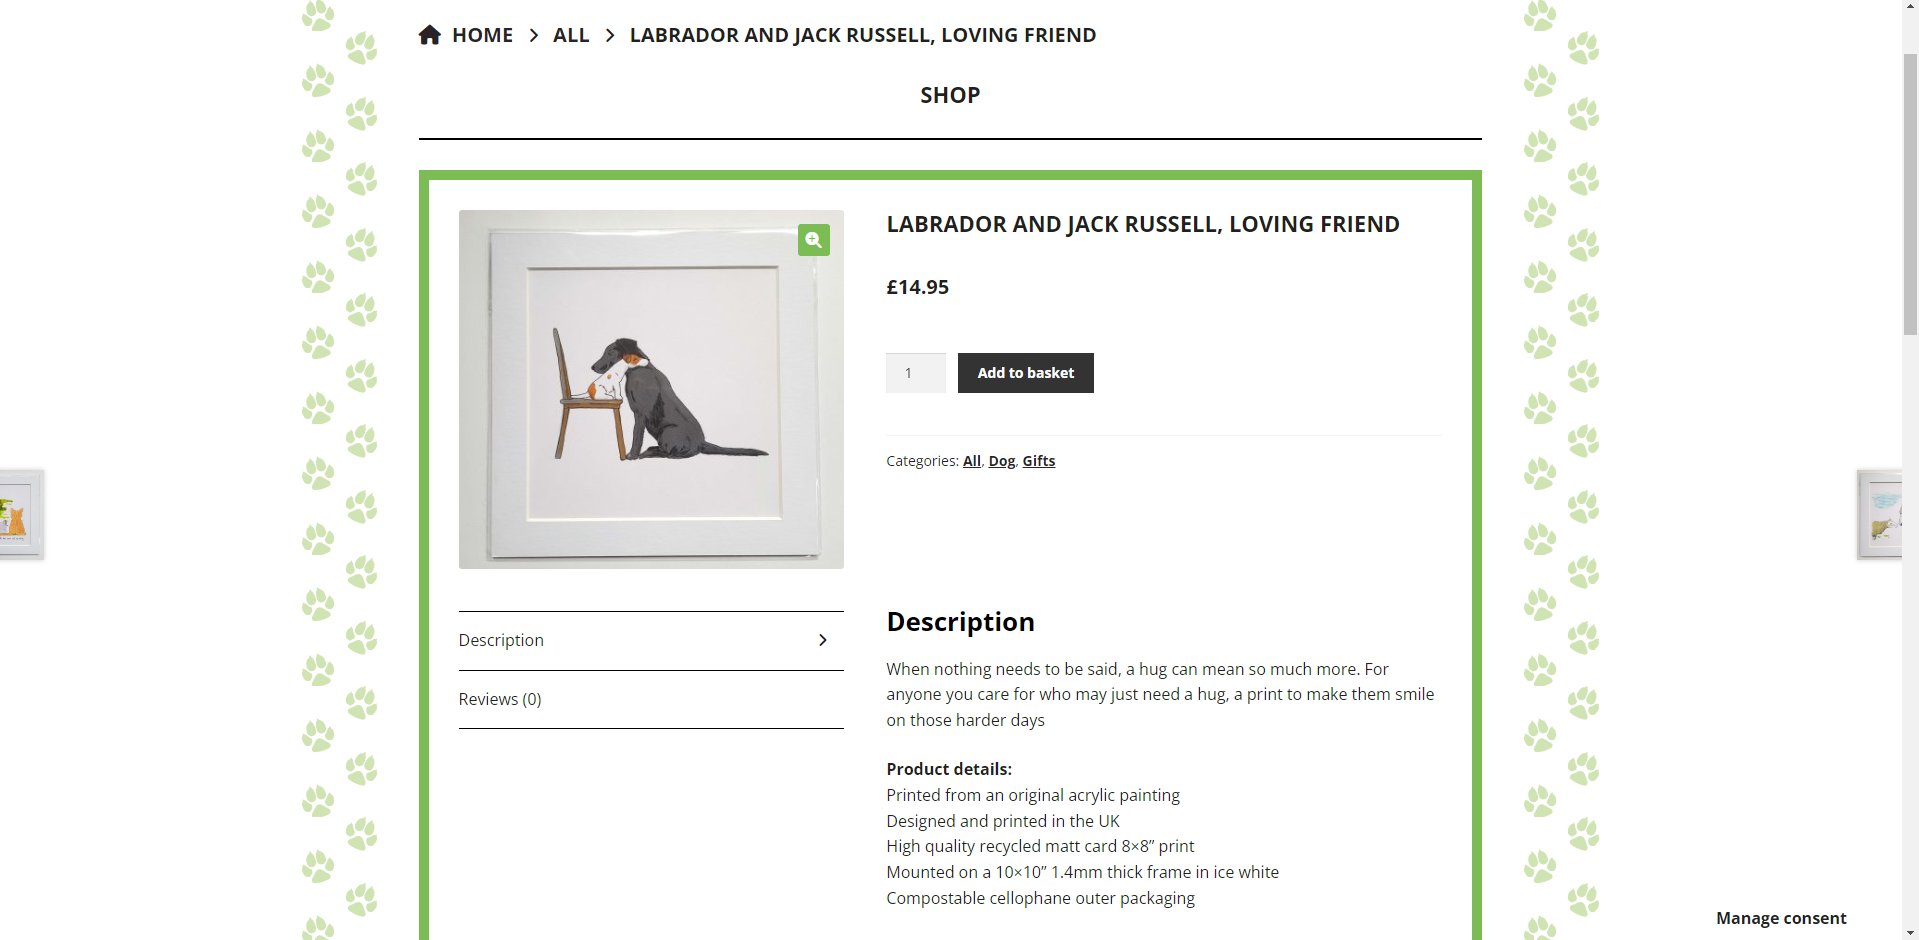 HOME > ALL > LABRADOR AND JACK RUSSELL, LOVING FRIEND
SHOP
LABRADOR AND JACK RUSSELL, LOVING FRIEND
£14.95
1
Add to basket
Categories: All, Dog, Gifts
Description
Reviews (0)
Description
When nothing needs to be said, a hug can mean so much more. For
anyone you care for who may just need a hug, a print to make them smile
on those harder days
Product details:
Printed from an original acrylic painting
Designed and printed in the UK
High quality recycled matt card 8×8” print
Mounted on a 10×10” 1.4mm thick frame in ice white
Compostable cellophane outer packaging
Manage consent